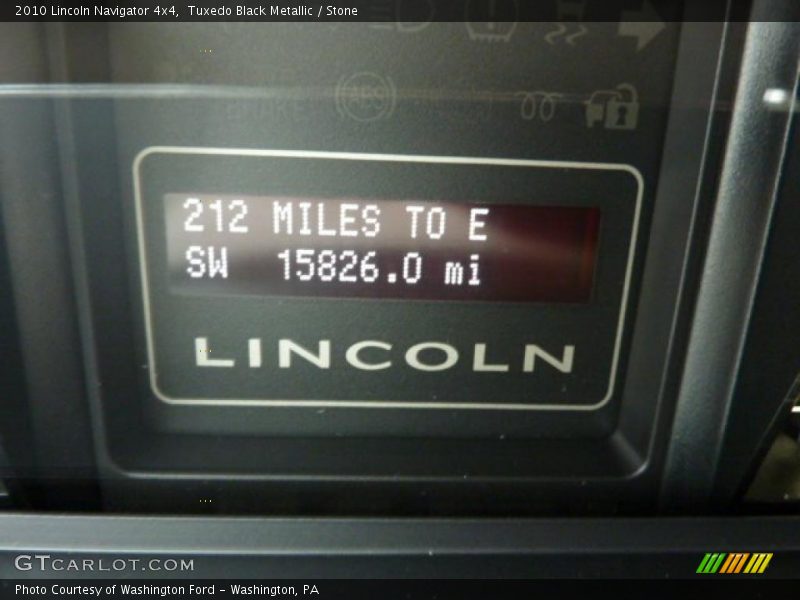 2010 Lincoln Navigator 4x4,  Tuxedo Black Metallic / Stone
ABS
212 MILES TO E
SW 15826.0 mi
LINCOLN
GTCARLOT.COM
Photo Courtesy of Washington Ford - Washington, PA